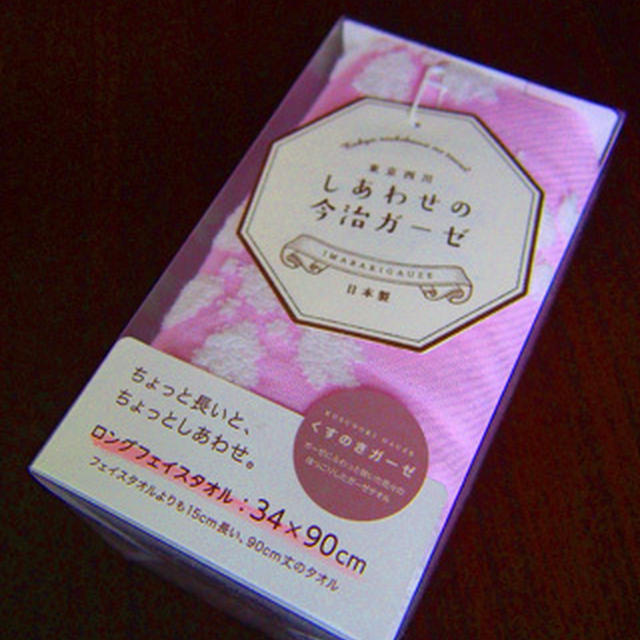 東京西川
しあわせの
今治ガーゼ
IMABARIGAUZE
日本製
ちょっと長いと、
ちょっとしあわせ。
くすのきガーゼ
ロングフェイスタオル：34×90cm
フェイスタオルよりも15cm長い、90cm丈のタオル